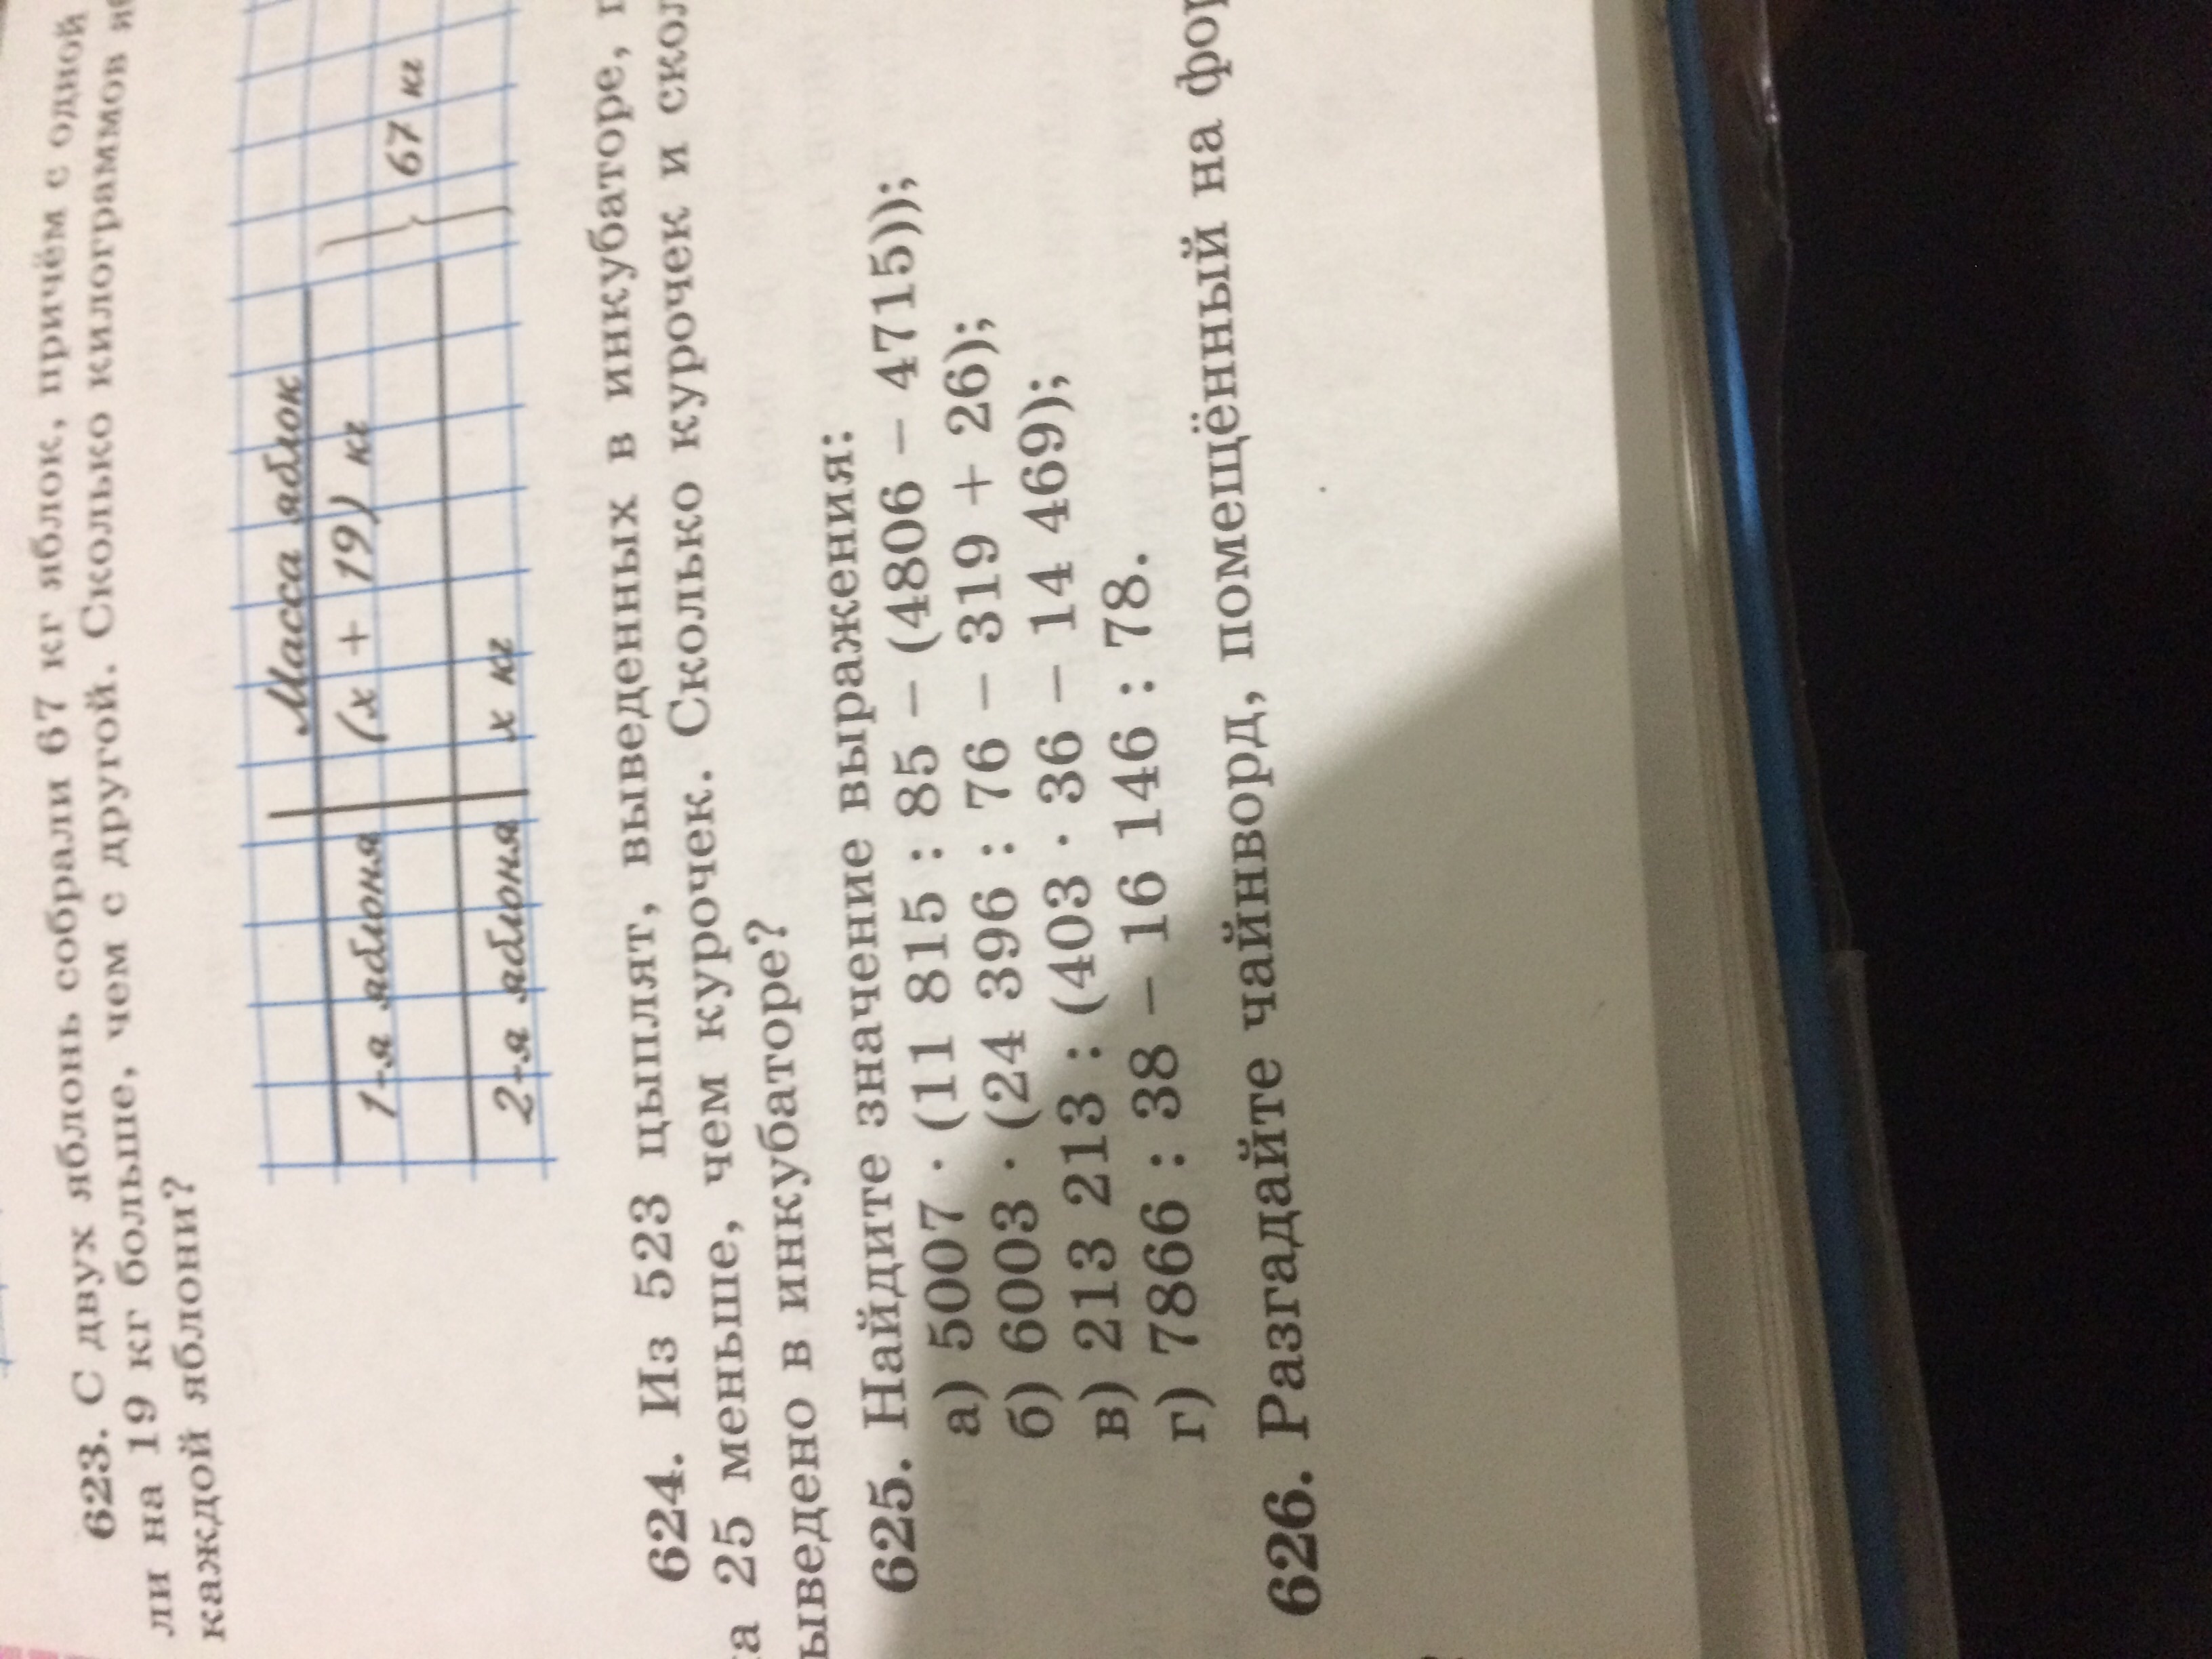 623. С двух яблонь собрали 67 кг яблок, причём с одной
ли на 19 кг больше, чем с другой. Сколько килограммов
каждой яблони?
Масса яблок
1-я яблоня (x + 19) кг
67 кг
2-я яблоня x кг
624. Из 523 цыплят, выведенных в инкубаторе,
25 меньше, чем курочек. Сколько курочек и
в инкубаторе?
625. Найдите значение выражения:
а) 5007 · (11 815 : 85 − (4806 − 4715));
б) 6003 · (24 396 : 76 − 319 + 26);
в) 213 213 : (403 · 36 − 14 469);
г) 7866 : 38 − 16 146 : 78.
626. Разгадайте чайнворд, помещённый на